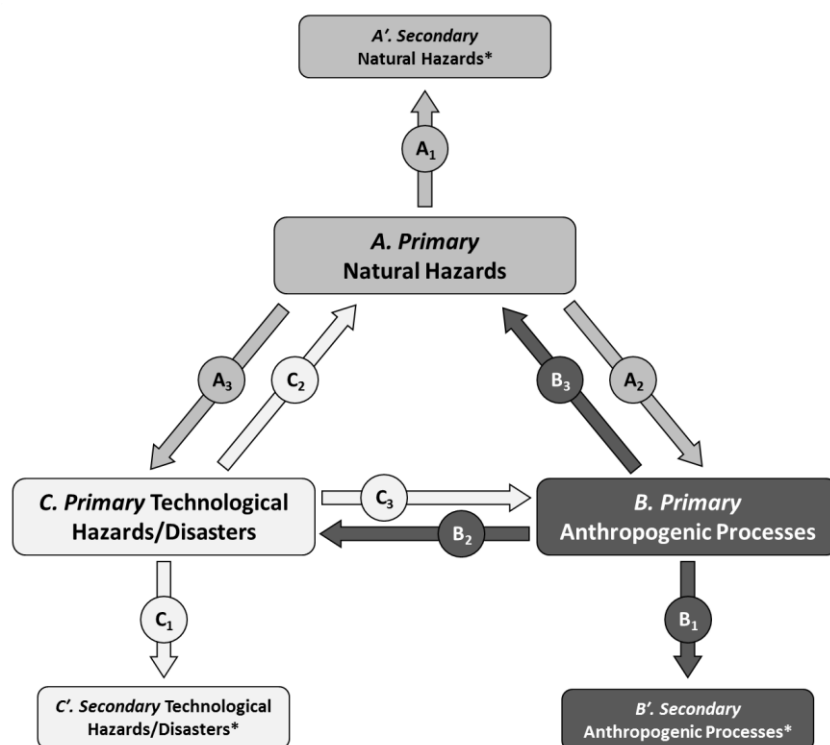 A'. Secondary
Natural Hazards*
A₁
A. Primary
Natural Hazards
A₃
C₂
B₃
A₂
C. Primary Technological
Hazards/Disasters
C₃
B₂
B. Primary
Anthropogenic Processes
C₁
B₁
C'. Secondary Technological
Hazards/Disasters*
B'. Secondary
Anthropogenic Processes*